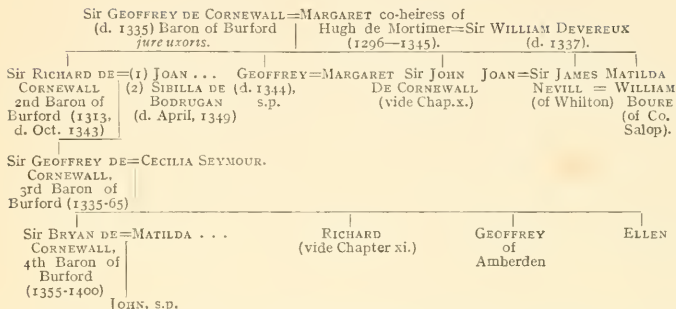 Sir GEOFFREY DE CORNEWALL=MARGARET co-heiress of
(d. 1335) Baron of Burford Hugh de Mortimer=Sir WILLIAM DEVEREUX
jure uxoris. (1296—1345). (d. 1337).
Sir RICHARD DE=(1) JOAN . . . GEOFFREY=MARGARET Sir JOHN JOAN=Sir JAMES MATILDA
CORNEWALL (2) SIBILLA DE (d. 1344), DE CORNEWALL NEVILL = WILLIAM
2nd Baron of BODRUGAN s.p. (vide Chap.x.) (of Whilton) BOURE
Burford (1313, (d. April, 1349) (of Co.
d. Oct. 1343) Salop).
Sir GEOFFREY DE=CECILIA SEYMOUR.
CORNEWALL,
3rd Baron of
Burford (1335-65)
Sir BRYAN DE=MATILDA . . . RICHARD GEOFFREY ELLEN
CORNEWALL, (vide Chapter xi.) of
4th Baron of Amberden
Burford
(1355-1400)
JOHN, s.p.